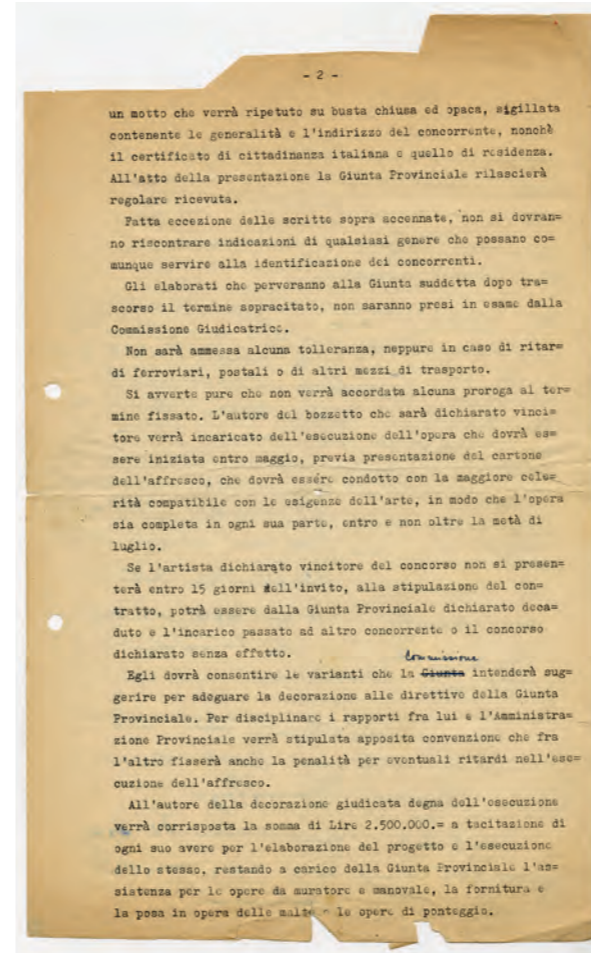 - 2 -
un motto che verrà ripetuto su busta chiusa ed opaca, sigillata
contenente le generalità e l'indirizzo del concorrente, nonchè
il certificato di cittadinanza italiana e quello di residenza.
All'atto della presentazione la Giunta Provinciale rilascierà
regolare ricevuta.
Fatta eccezione delle scritte sopra accennate, non si dovran=
no riscontrare indicazioni di qualsiasi genere che possano co=
munque servire alla identificazione dei concorrenti.
Gli elaborati che perverranno alla Giunta suddetta dopo tra=
scorso il termine sopracitato, non saranno presi in esame dalla
Commissione Giudicatrice.
Non sarà ammessa alcuna tolleranza, neppure in caso di ritar=
di ferroviari, postali o di altri mezzi di trasporto.
Si avverte pure che non verrà accordata alcuna proroga al ter=
mine fissato. L'autore del bozzetto che sarà dichiarato vinci=
tore verrà incaricato dell'esecuzione dell'opera che dovrà es=
sere iniziata entro maggio, previa presentazione del cartone
dell'affresco, che dovrà essere condotto con la maggiore cele=
rità compatibile con le esigenze dell'arte, in modo che l'opera
sia completa in ogni sua parte, entro e non oltre la metà di
luglio.
Se l'artista dichiarato vincitore del concorso non si presen=
terà entro 15 giorni dell'invito, alla stipulazione del con=
tratto, potrà essere dalla Giunta Provinciale dichiarato deca=
duto e l'incarico passato ad altro concorrente o il concorso
dichiarato senza effetto.
Commissione
Egli dovrà consentire le varianti che la Giunta intenderà sug=
gerire per adeguare la decorazione alle direttive della Giunta
Provinciale. Per disciplinare i rapporti fra lui e l'Amministra=
zione Provinciale verrà stipulata apposita convenzione che fra
l'altro fisserà anche la penalità per eventuali ritardi nell'ese=
cuzione dell'affresco.
All'autore della decorazione giudicata degna dell'esecuzione
verrà corrisposta la somma di Lire 2.500.000.= a tacitazione di
ogni suo avere per l'elaborazione del progetto e l'esecuzione
dello stesso, restando a carico della Giunta Provinciale l'as=
sistenza per le opere da muratore e manovale, la fornitura e
la posa in opera delle malte e le opere di ponteggio.